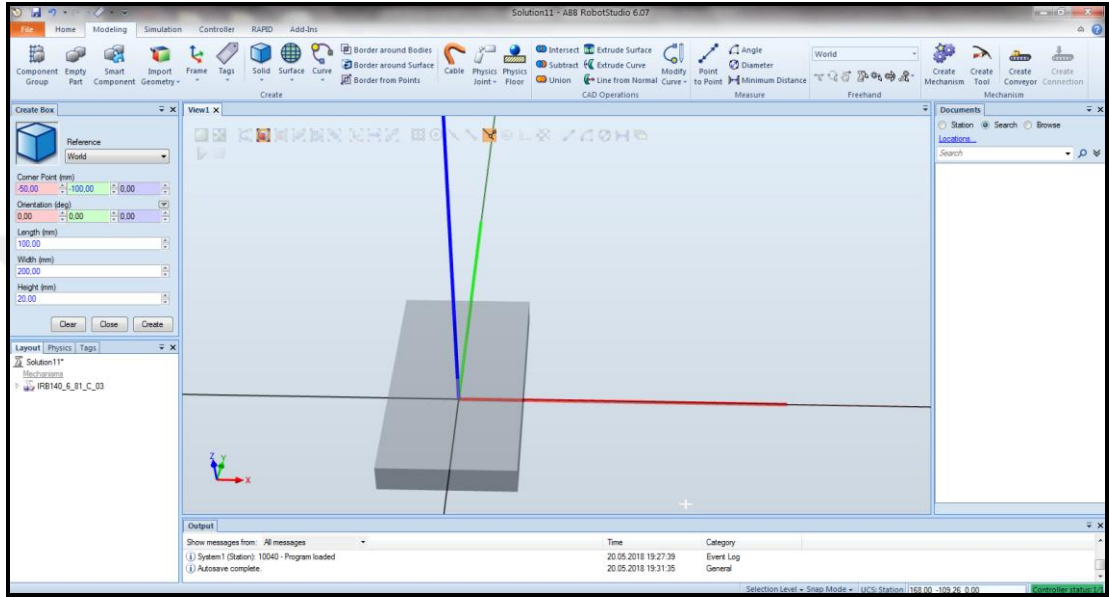 Solution11 - ABB RobotStudio 6.07
File Home Modeling Simulation Controller RAPID Add-Ins
Component Group
Empty Part
Smart Component
Import Geometry
Frame
Tags
Solid
Surface
Curve
Border around Bodies
Border around Surface
Border from Points
Create
Cable
Physics Joint
Physics Floor
Intersect
Subtract
Union
Extrude Surface
Extrude Curve
Line from Normal
Modify Curve
CAD Operations
Point to Point
Angle
Diameter
Minimum Distance
Measure
World
Freehand
Create Mechanism
Create Tool
Create Conveyor
Create Connection
Mechanism
Create Box
Reference
World
Corner Point (mm)
-50,00 -100,00 0,00
Orientation (deg)
0,00 0,00 0,00
Length (mm)
100,00
Width (mm)
200,00
Height (mm)
20.00
Clear Close Create
Layout Physics Tags
Solution11*
Mechanisms
IRB140_6_81_C_03
View1
Z Y
X
Documents
Station Search Browse
Locations...
Search
Output
Show messages from: All messages Time Category
System1 (Station): 10040 - Program loaded 20.05.2018 19:27:39 Event Log
Autosave complete. 20.05.2018 19:31:35 General
Selection Level Snap Mode UCS: Station 168.00 -109.26 0.00 Controller status: 1/1